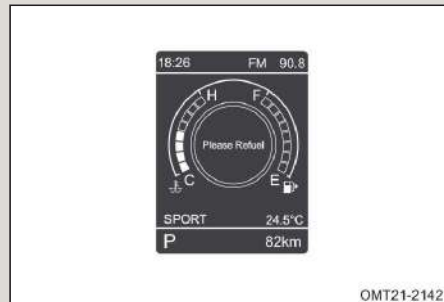 18:26 FM 90.8
H F
Please Refuel
C E
SPORT 24.5°C
P 82km
OMT21-2142